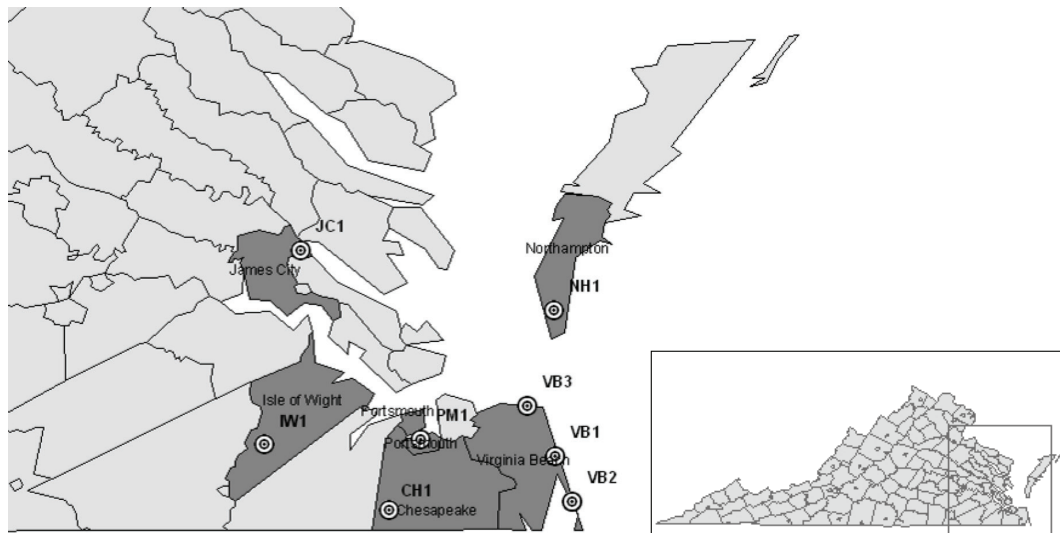 JC1
Northampton
James City
NH1
VB3
Isle of Wight
Portsmouth
PM1
IW1
Portsmouth
VB1
Virginia Beach
CH1
VB2
Chesapeake